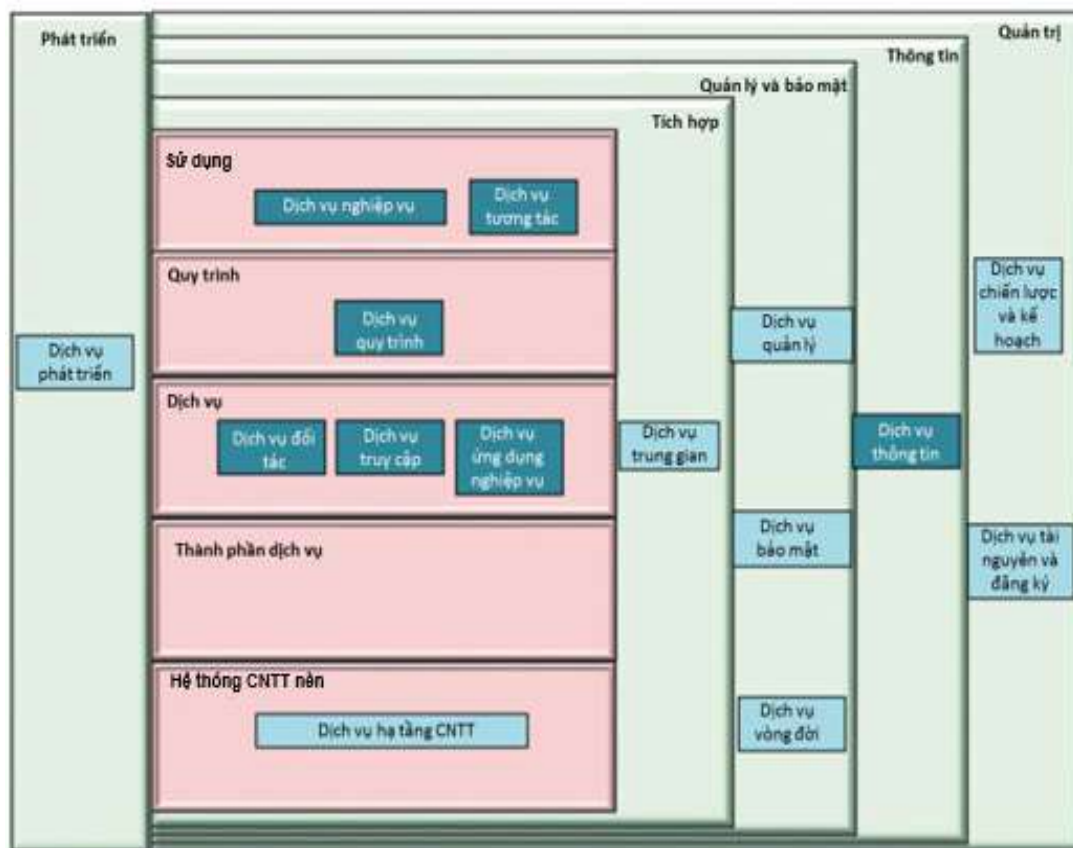 Phát triển
Quản trị
Thông tin
Quản lý và bảo mật
Tích hợp
Sử dụng
Dịch vụ nghiệp vụ
Dịch vụ
tương tác
Quy trình
Dịch vụ
quy trình
Dịch vụ
chiến lược
và kế
hoạch
Dịch vụ
quản lý
Dịch vụ
phát triển
Dịch vụ
Dịch vụ đối
tác
Dịch vụ
truy cập
Dịch vụ
ứng dụng
nghiệp vụ
Dịch vụ
trung gian
Dịch vụ
thông tin
Thành phần dịch vụ
Dịch vụ
bảo mật
Dịch vụ tài
nguyên và
đăng ký
Hệ thống CNTT nền
Dịch vụ hạ tầng CNTT
Dịch vụ
vòng đời